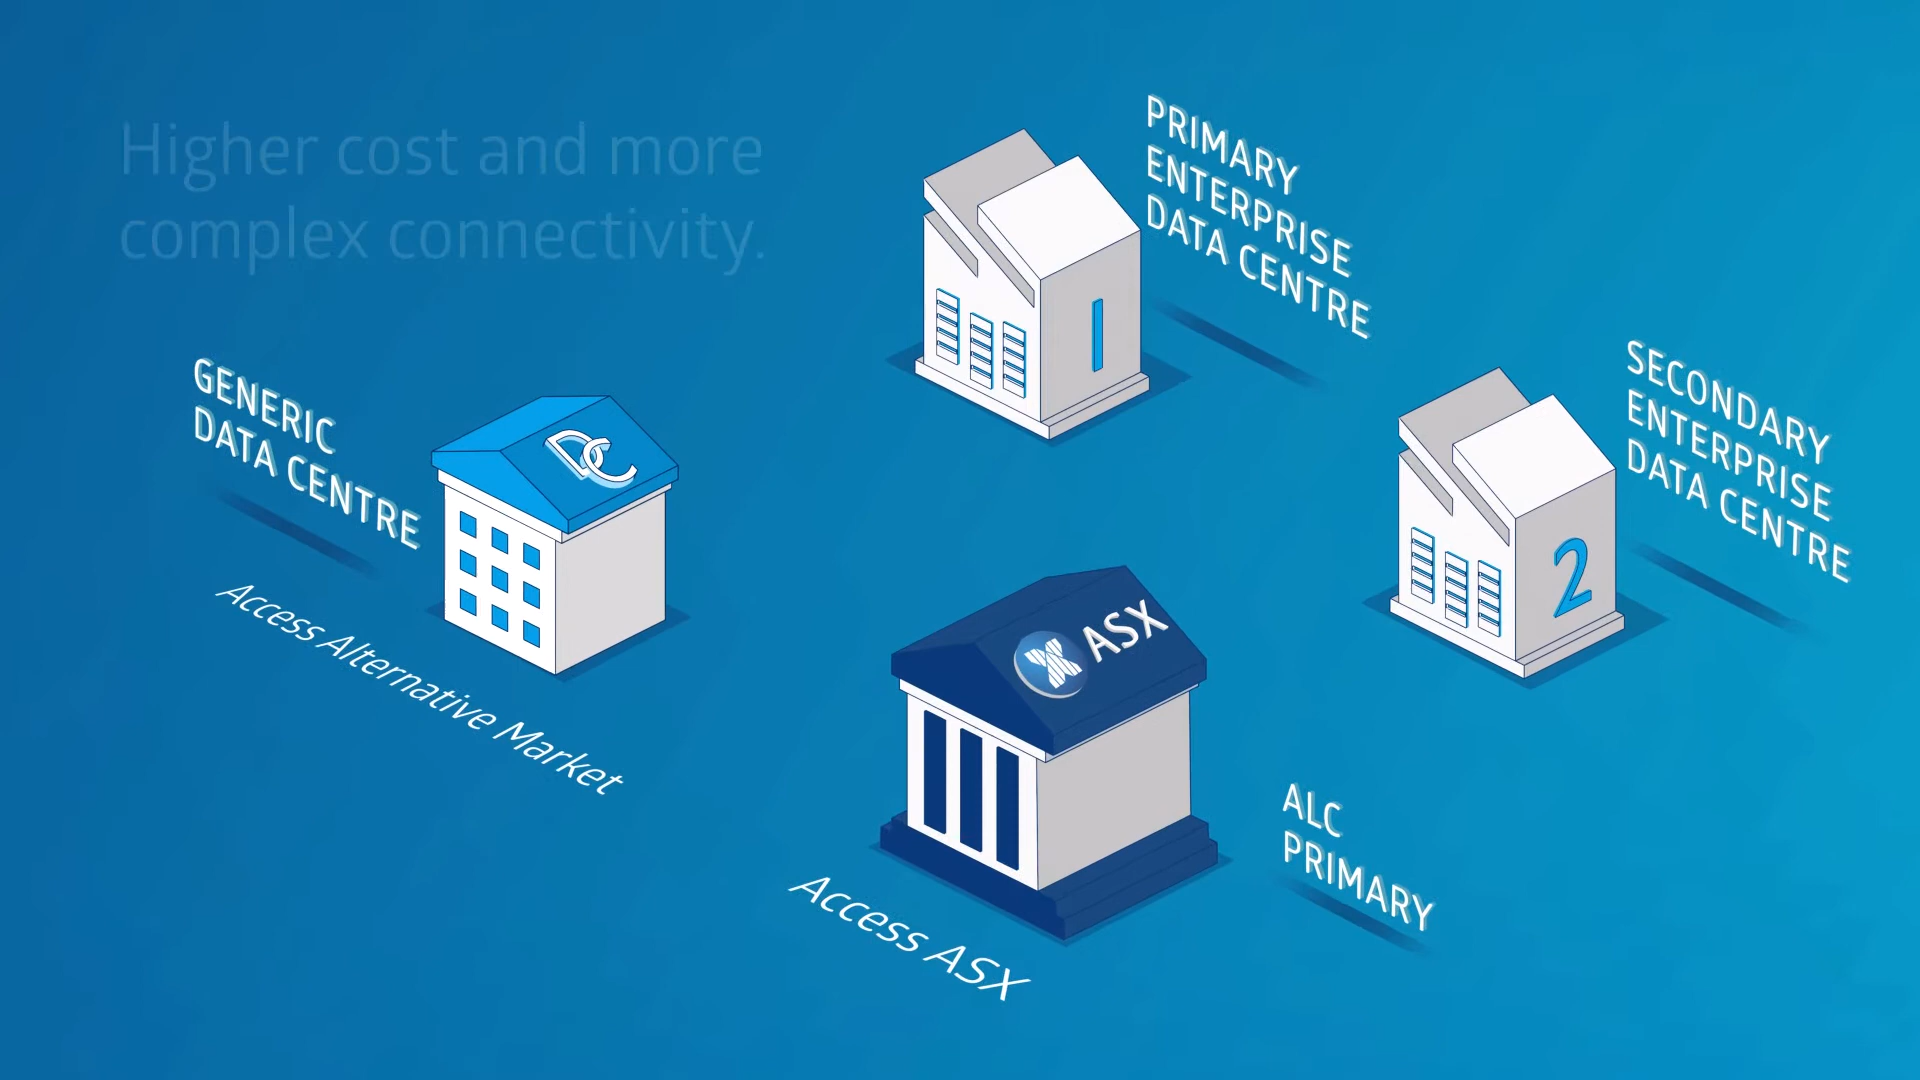 Higher cost and more
complex connectivity.
PRIMARY
ENTERPRISE
DATA CENTRE
1
SECONDARY
ENTERPRISE
DATA CENTRE
2
GENERIC
DATA CENTRE
DC
Access Alternative Market
ASX
ALC
PRIMARY
Access ASX